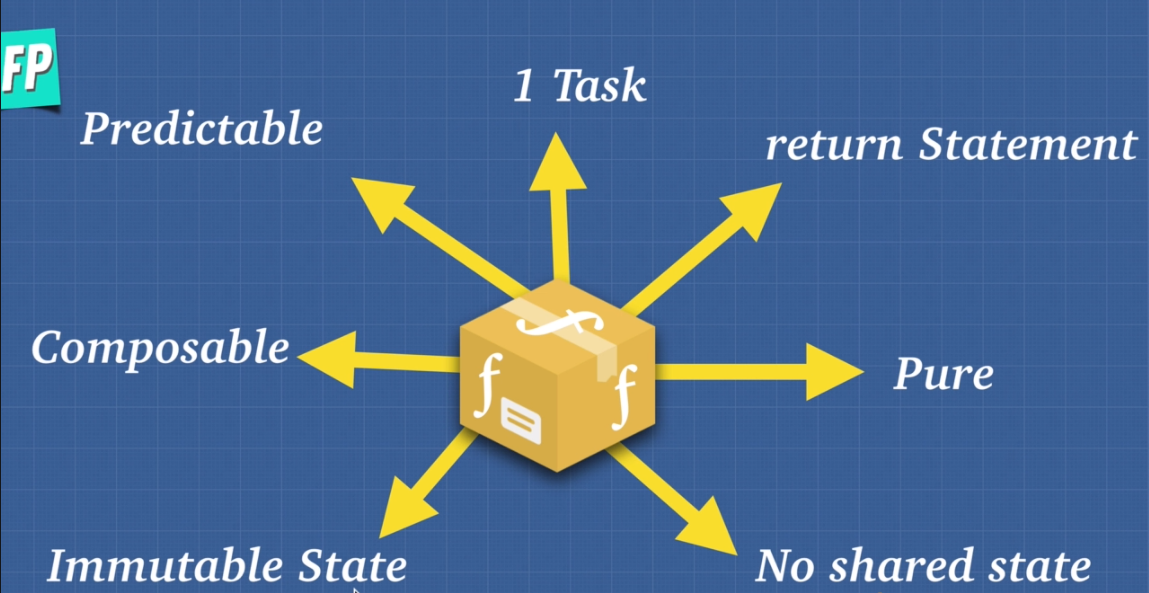 FP
1 Task
Predictable
return Statement
Composable
Pure
Immutable State
No shared state
f
f
f